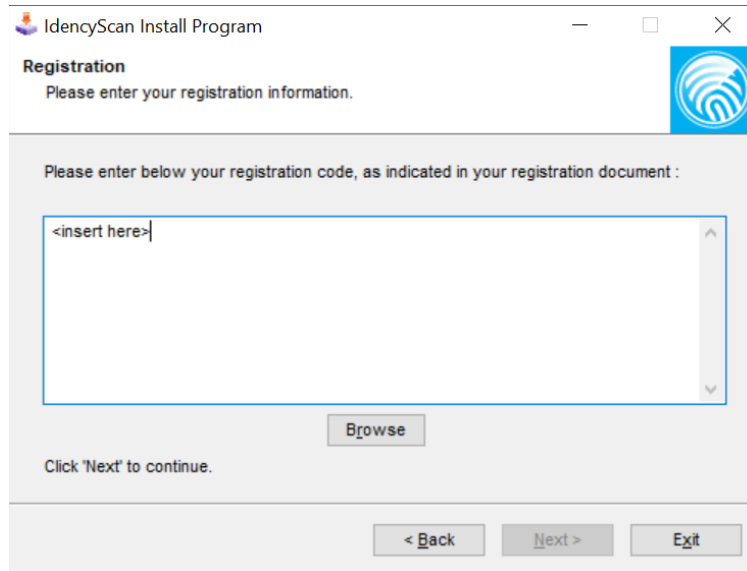 IdencyScan Install Program
Registration
Please enter your registration information.
Please enter below your registration code, as indicated in your registration document :
<insert here>
Browse
Click 'Next' to continue.
< Back
Next >
Exit